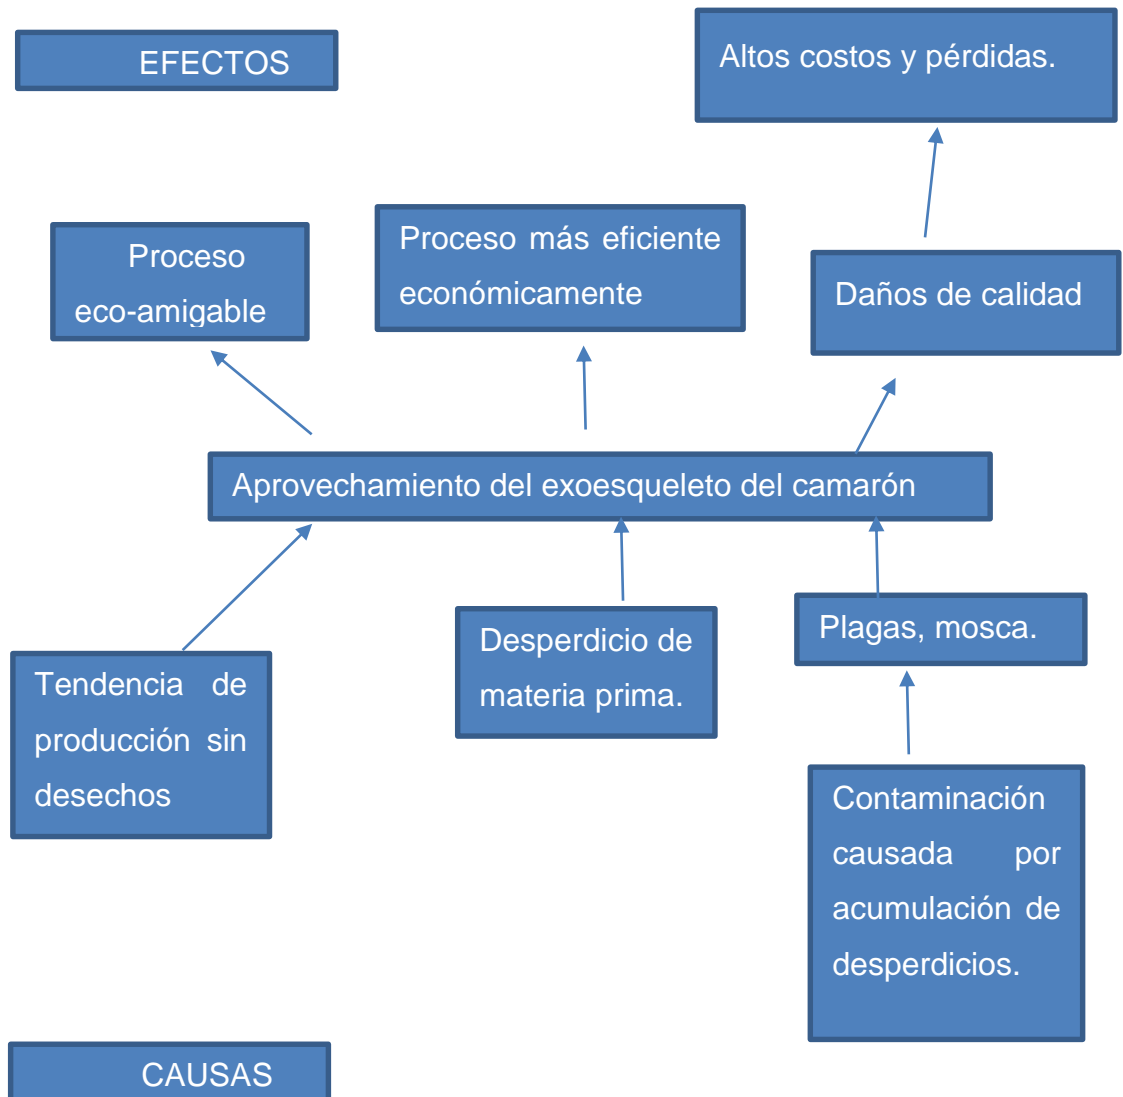 EFECTOS
Altos costos y pérdidas.
Proceso
eco-amigable
Proceso más eficiente
económicamente
Daños de calidad
Aprovechamiento del exoesqueleto del camarón
Tendencia de
producción sin
desechos
Desperdicio de
materia prima.
Plagas, mosca.
Contaminación
causada por
acumulación de
desperdicios.
CAUSAS